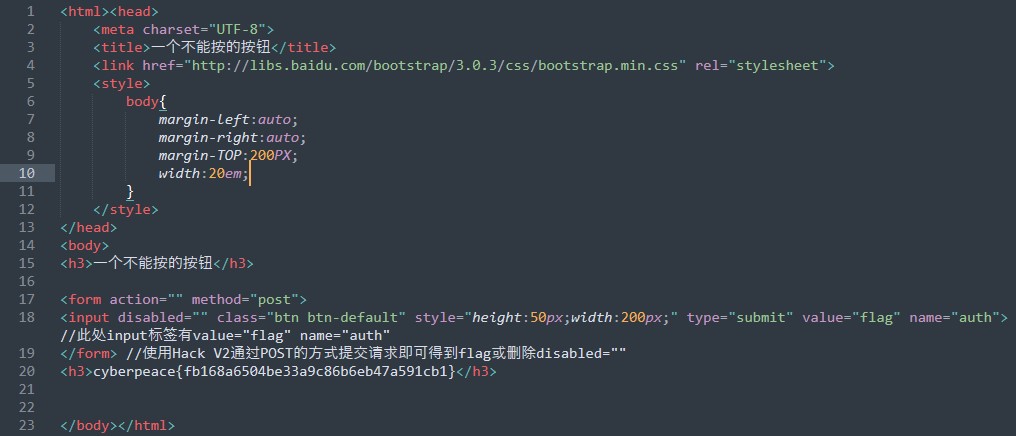 1 <html><head>
2 <meta charset="UTF-8">
3 <title>一个不能按的按钮</title>
4 <link href="http://libs.baidu.com/bootstrap/3.0.3/css/bootstrap.min.css" rel="stylesheet">
5 <style>
6 body{
7 margin-left:auto;
8 margin-right:auto;
9 margin-TOP:200PX;
10 width:20em;
11 }
12 </style>
13 </head>
14 <body>
15 <h3>一个不能按的按钮</h3>
16
17 <form action="" method="post">
18 <input disabled="" class="btn btn-default" style="height:50px;width:200px;" type="submit" value="flag" name="auth">
//此处input标签有value="flag" name="auth"
19 </form> //使用Hack V2通过POST的方式提交请求即可得到flag或删除disabled=""
20 <h3>cyberpeace{fb168a6504be33a9c86b6eb47a591cb1}</h3>
21
22
23 </body></html>